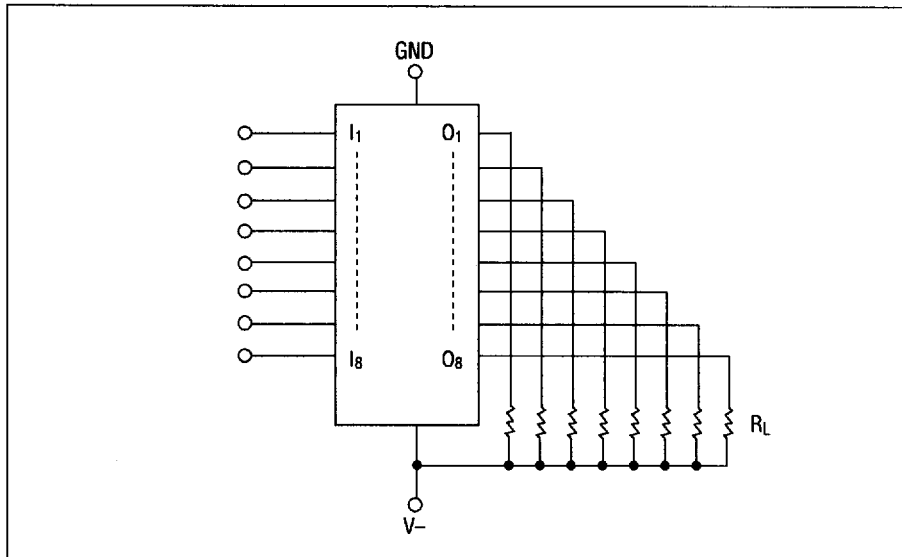 GND
I1 O1
I8 O8
RL
V–